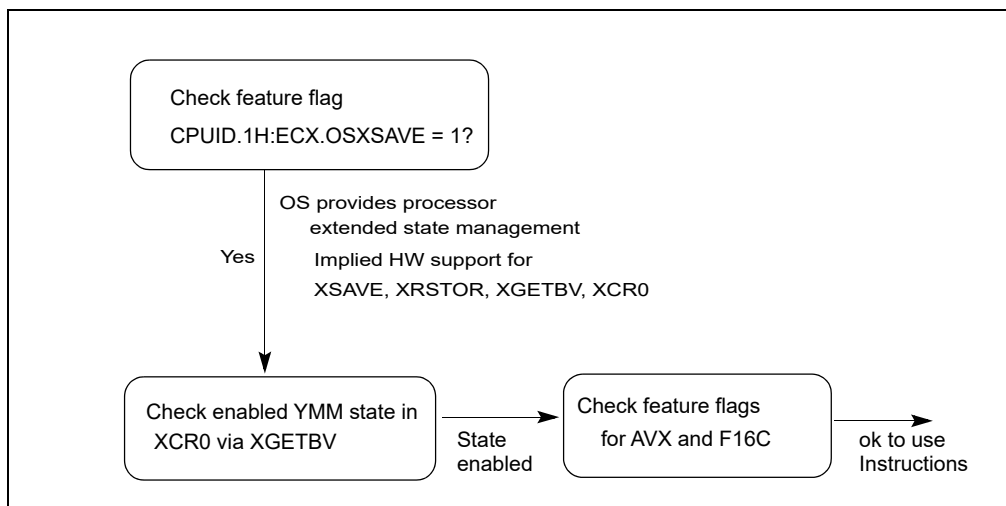 Check feature flag
CPUID.1H:ECX.OSXSAVE = 1?
OS provides processor
extended state management
Yes
Implied HW support for
XSAVE, XRSTOR, XGETBV, XCR0
Check enabled YMM state in
XCR0 via XGETBV
State
enabled
Check feature flags
for AVX and F16C
ok to use
Instructions